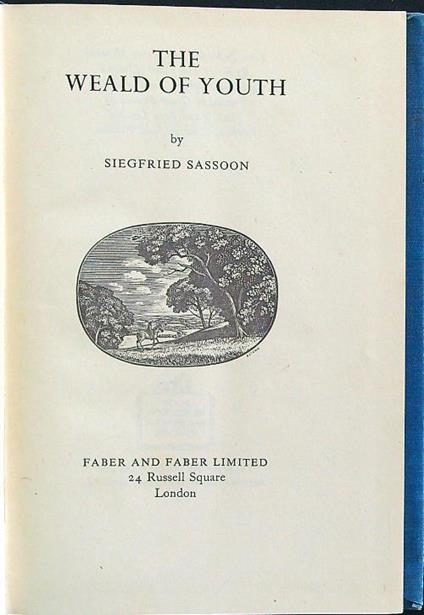 THE
WEALD OF YOUTH
by
SIEGFRIED SASSOON
FABER AND FABER LIMITED
24 Russell Square
London